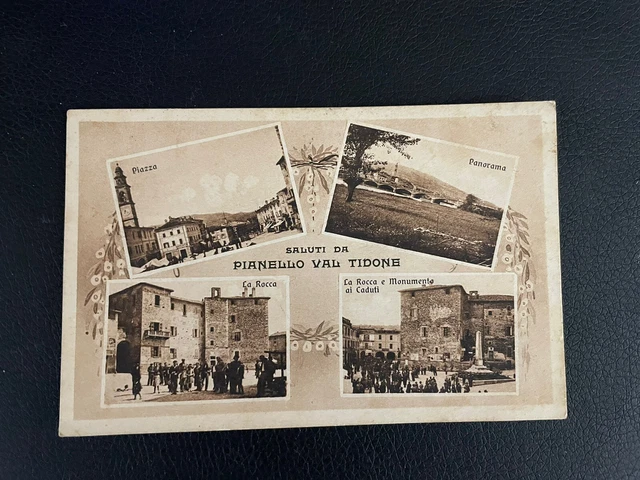 Piazza
Panorama
SALUTI DA
PIANELLO VAL TIDONE
La Rocca
La Rocca e Monumento
ai Caduti